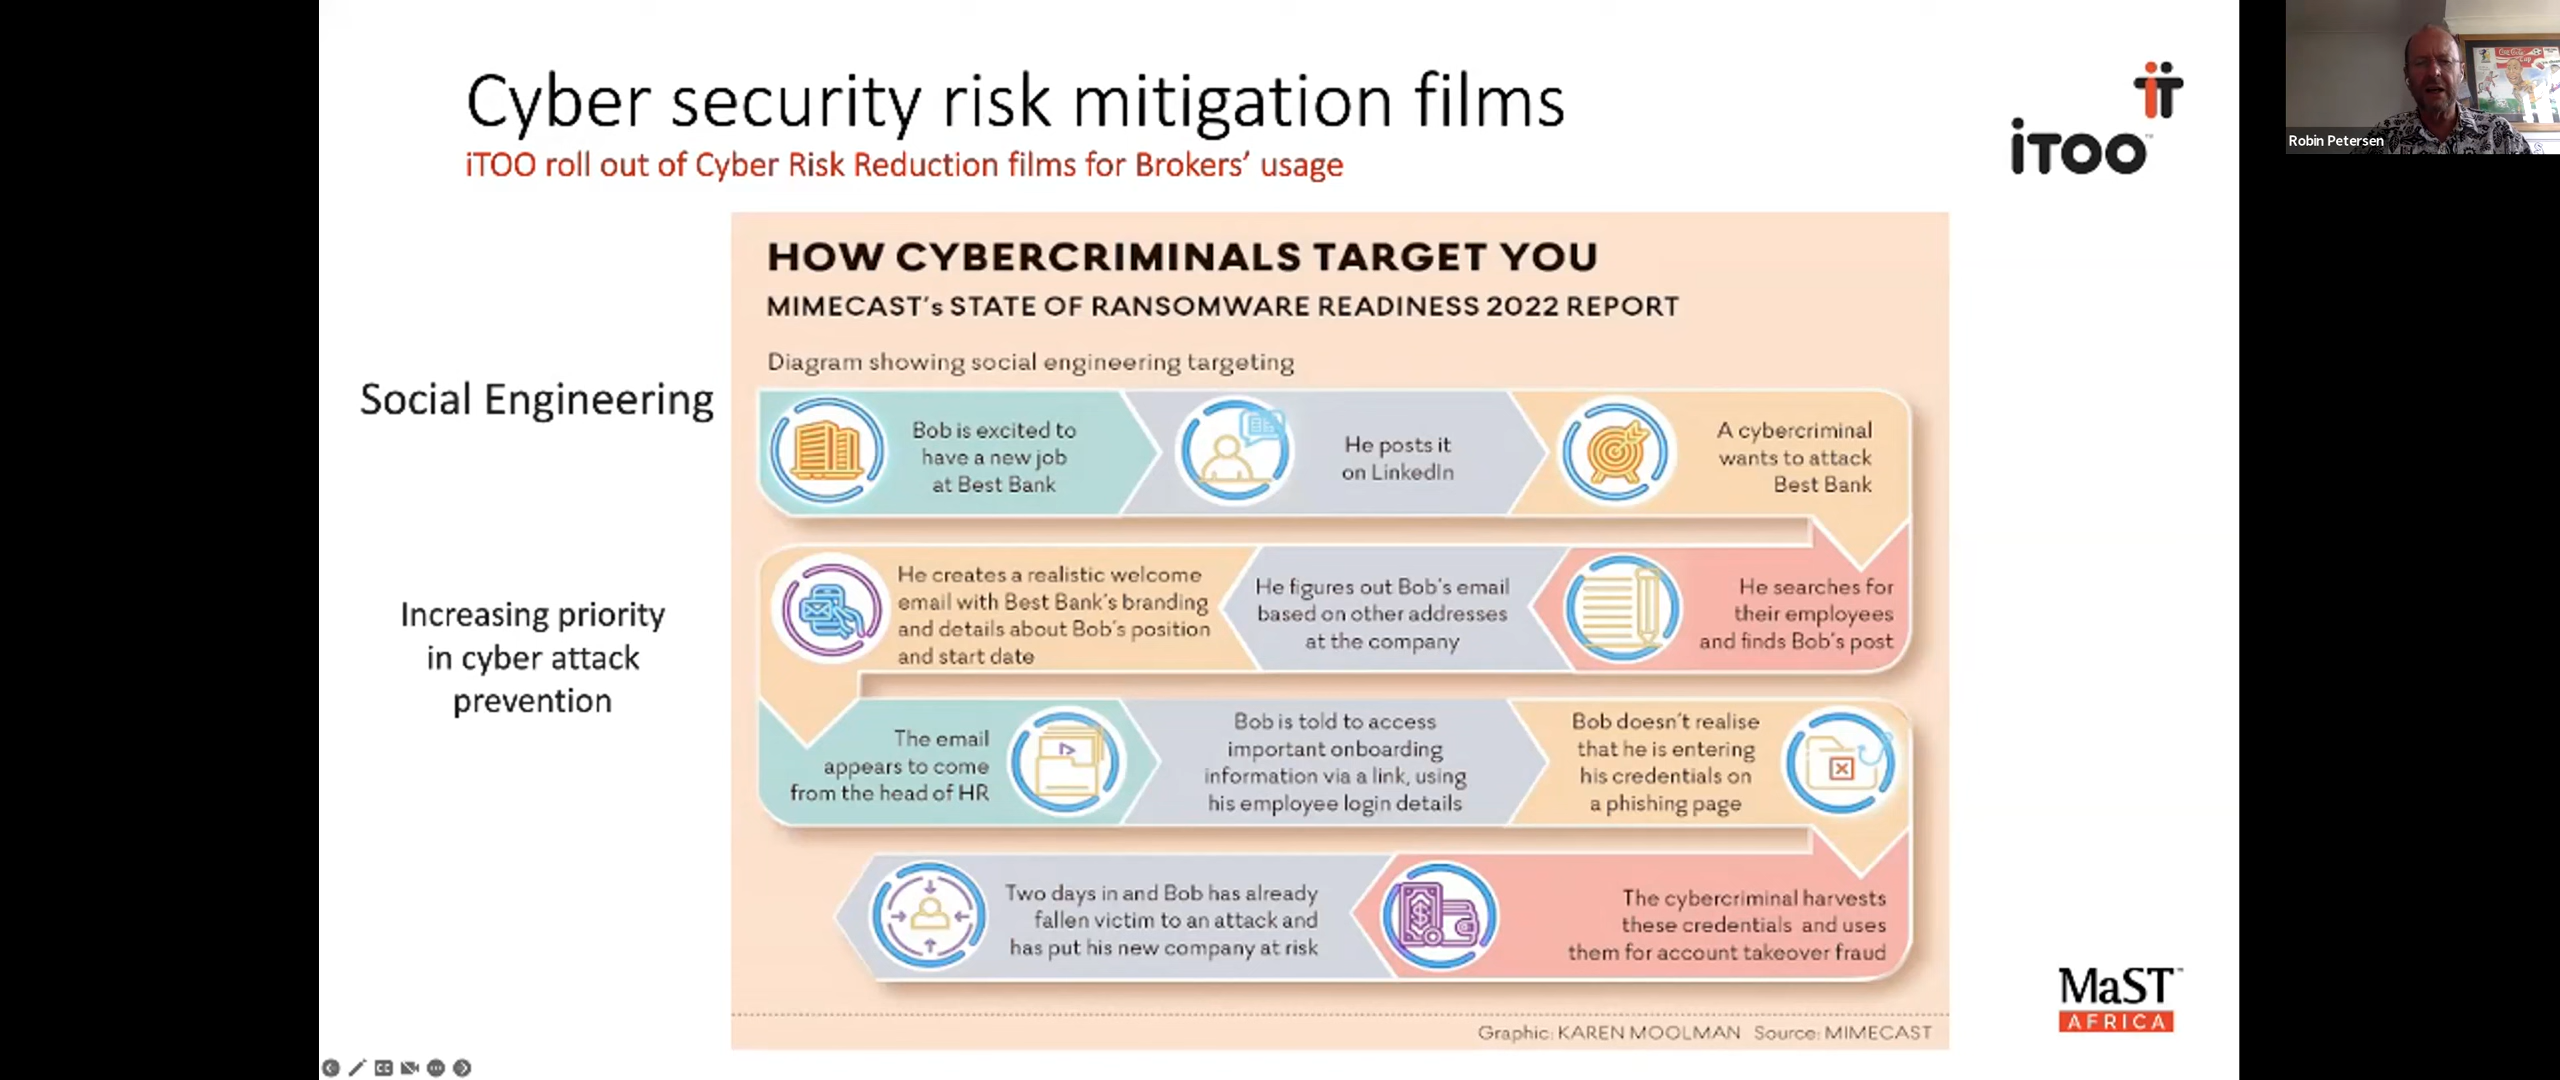 Cyber security risk mitigation films
iTOO roll out of Cyber Risk Reduction films for Brokers' usage
iT
iTOO
Robin Petersen
Social Engineering
Increasing priority
in cyber attack
prevention
HOW CYBERCRIMINALS TARGET YOU
MIMECAST's STATE OF RANSOMWARE READINESS 2022 REPORT
Diagram showing social engineering targeting
Bob is excited to
have a new job
at Best Bank
He posts it
on LinkedIn
A cybercriminal
wants to attack
Best Bank
He searches for
their employees
and finds Bob's post
He figures out Bob's email
based on other addresses
at the company
He creates a realistic welcome
email with Best Bank's branding
and details about Bob's position
and start date
The email
appears to come
from the head of HR
Bob is told to access
important onboarding
information via a link, using
his employee login details
Bob doesn't realise
that he is entering
his credentials on
a phishing page
The cybercriminal harvests
these credentials and uses
them for account takeover fraud
Two days in and Bob has already
fallen victim to an attack and
has put his new company at risk
Graphic: KAREN MOOLMAN Source: MIMECAST
MaST™
AFRICA